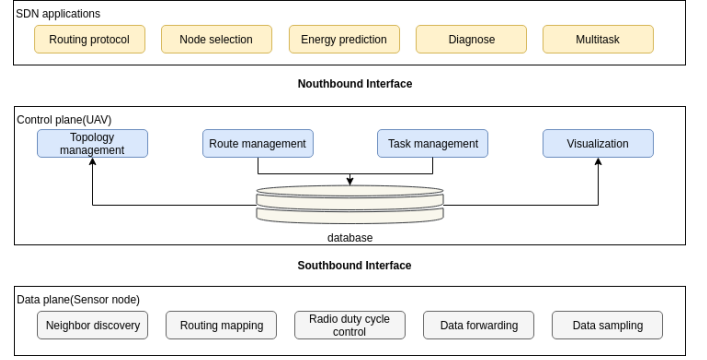 SDN applications
Routing protocol
Node selection
Energy prediction
Diagnose
Multitask
Nouthbound Interface
Control plane(UAV)
Topology
management
Route management
Task management
Visualization
database
Southbound Interface
Data plane(Sensor node)
Neighbor discovery
Routing mapping
Radio duty cycle
control
Data forwarding
Data sampling